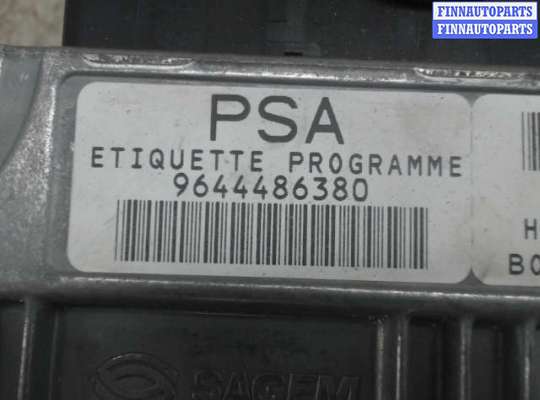 FINNAUTOPARTS
FINNAUTOPARTS
PSA
ETIQUETTE PROGRAMME
9644486380
SAGEM